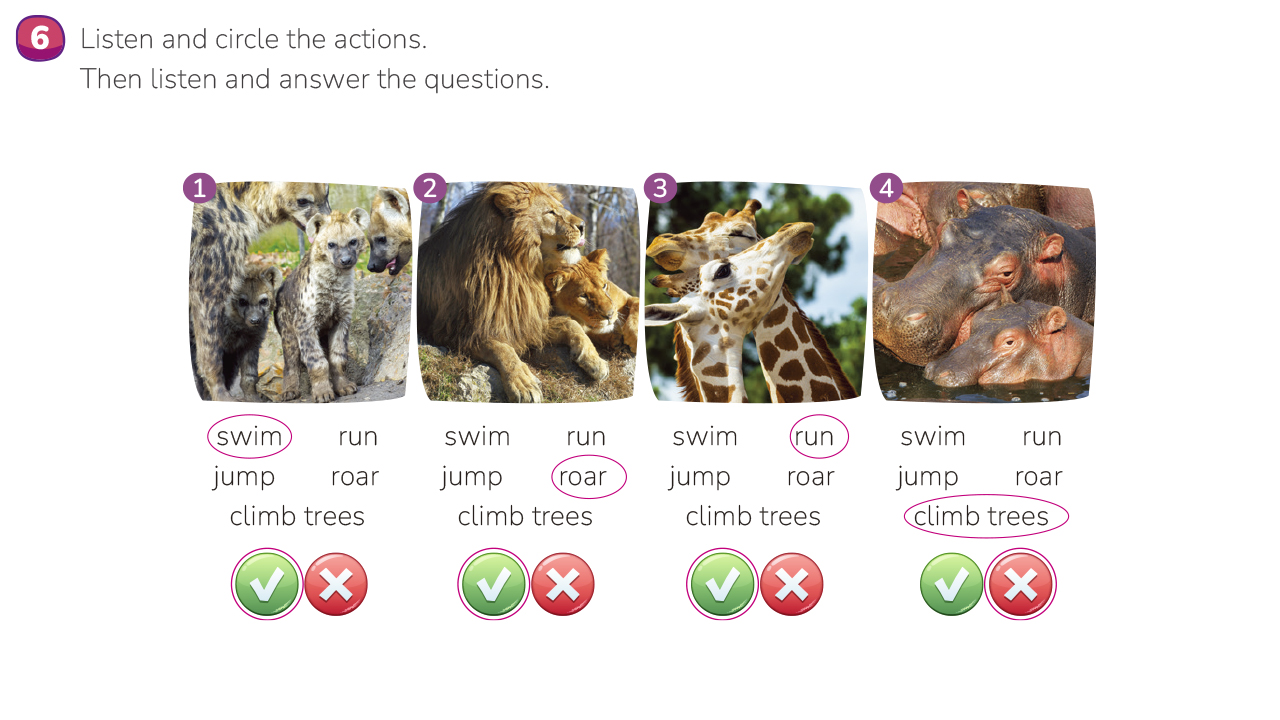 6 Listen and circle the actions.
Then listen and answer the questions.
1 2 3 4
swim run swim run swim run swim run
jump roar jump roar jump roar jump roar
climb trees climb trees climb trees climb trees